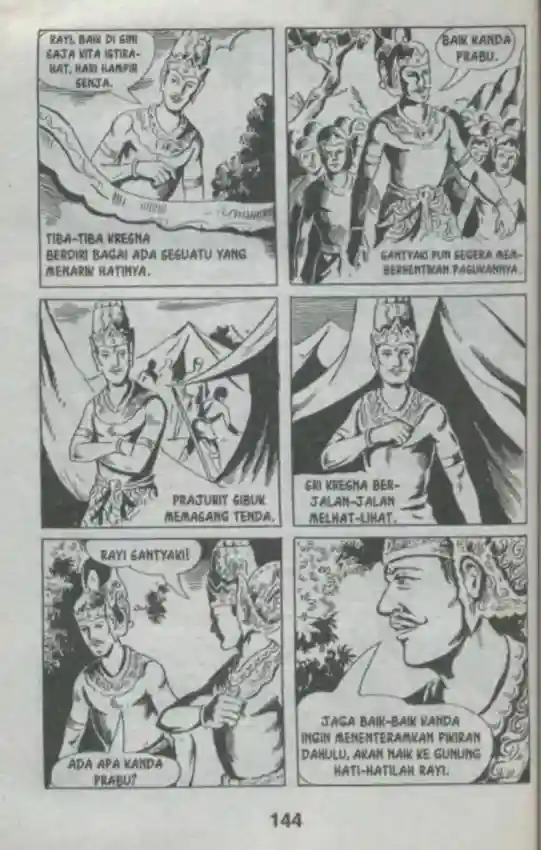 RAYI, BAIK DI SINI
SAJA KITA ISTIRA-
HAT, HARI HAMPIR
SENJA.
TIBA-TIBA KRESNA
BERDIRI BAGAI ADA SESUATU YANG
MENARIK HATINYA.
BAIK KANDA
PRABU.
SANTYAKI PUN SEGERA MEM-
BERHENTIKAN PASUKANNYA.
PRAJURIT SIBUK
MEMASANG TENDA.
SRI KRESNA BER-
JALAN-JALAN
MELHAT-LIHAT.
RAYI SANTYAKI!
ADA APA KANDA
PRABU?
JAGA BAIK-BAIK KANDA
INGIN MENENTERAMKAN PIKIRAN
DAHULU, AKAN NAIK KE GUNUNG
HATI-HATILAH RAYI.
144